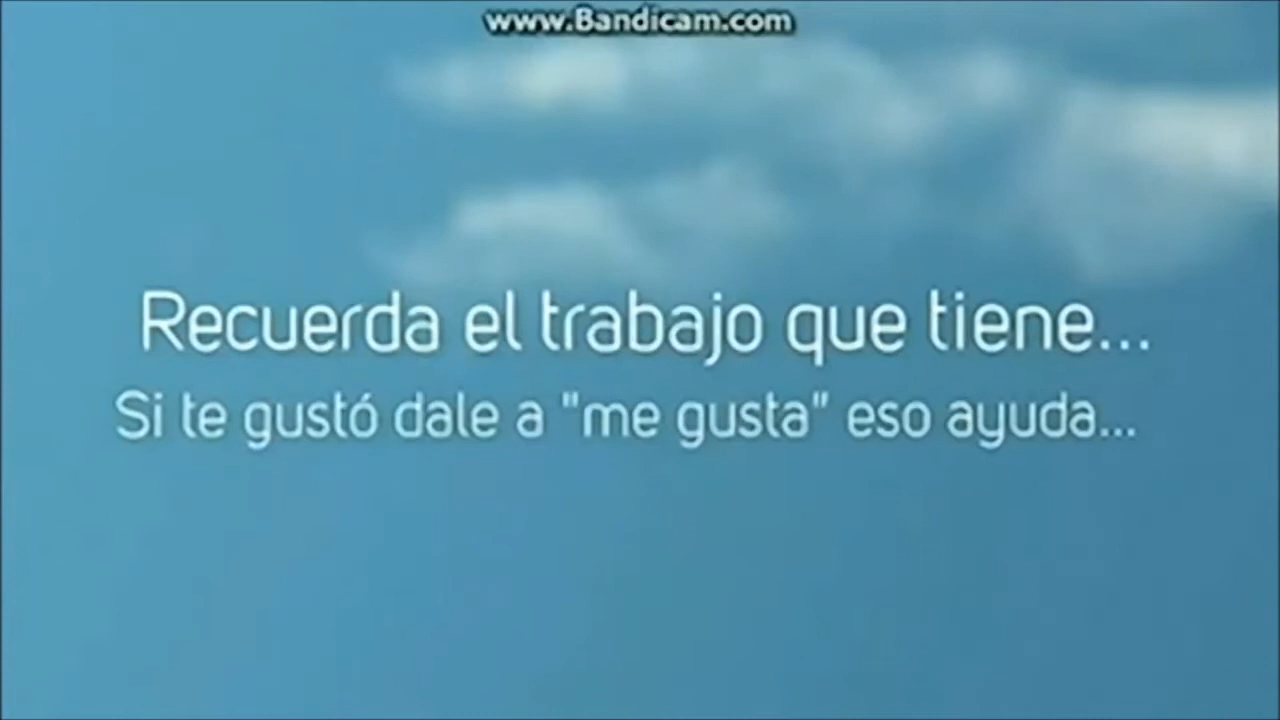 www.Bandicam.com
Recuerda el trabajo que tiene...
Si te gustó dale a "me gusta" eso ayuda...